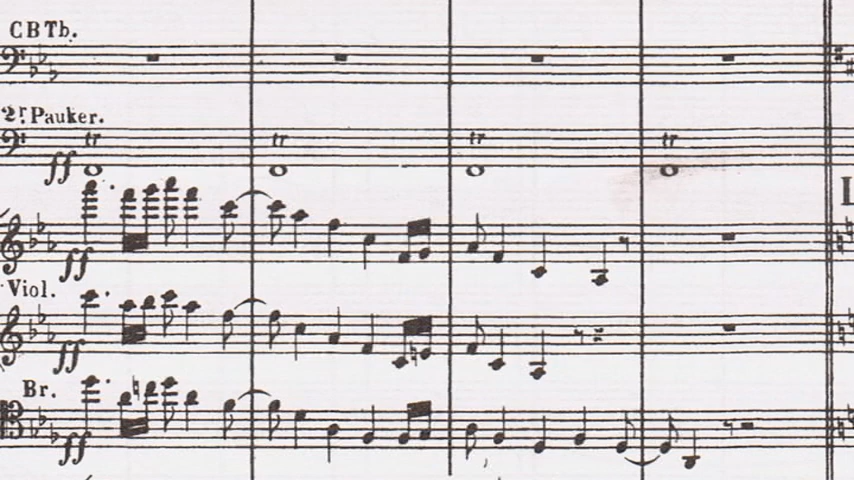 CBTb.
2r. Pauker.
tr tr tr tr
ff
ff
Viol.
ff
Br.
ff